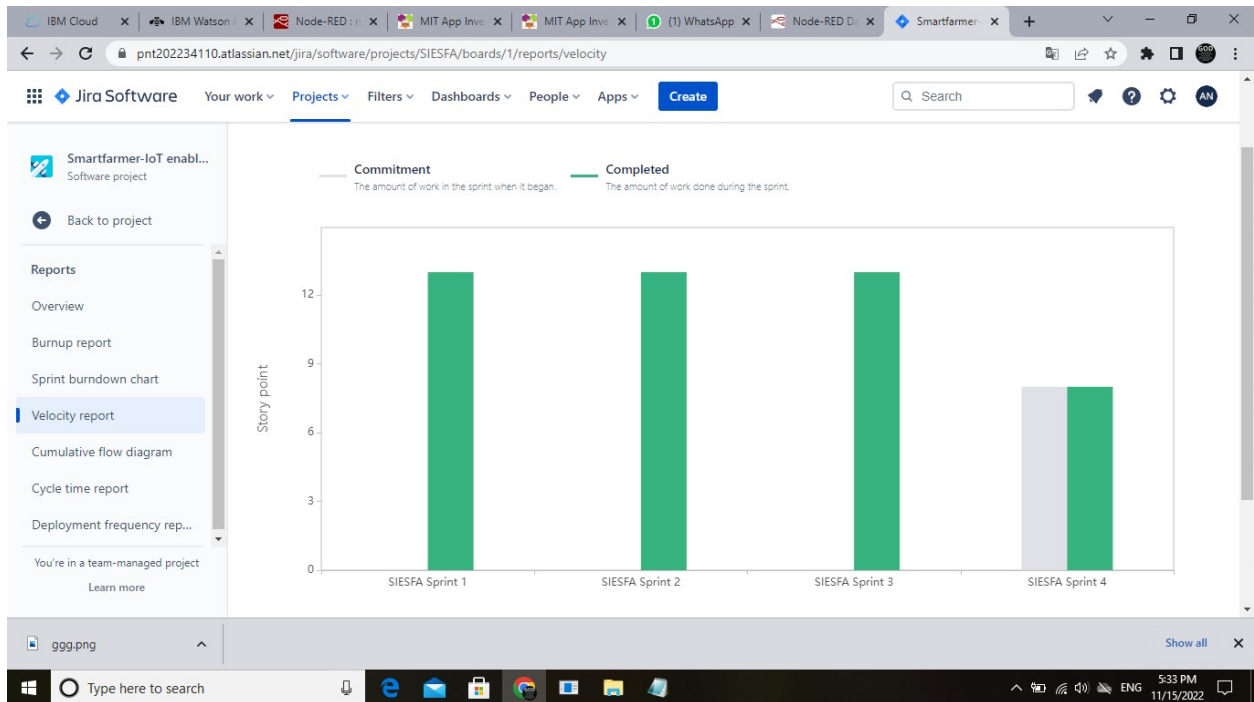 IBM Cloud
IBM Watson
Node-RED : n
MIT App Inve
MIT App Inve
(1) WhatsApp
Node-RED Da
Smartfarmer-
pnt202234110.atlassian.net/jira/software/projects/SIESFA/boards/1/reports/velocity
Jira Software Your work Projects Filters Dashboards People Apps Create Search AN
Smartfarmer-IoT enabl...
Software project
Back to project
Reports
Overview
Burnup report
Sprint burndown chart
Velocity report
Cumulative flow diagram
Cycle time report
Deployment frequency rep...
You're in a team-managed project
Learn more
Commitment
The amount of work in the sprint when it began.
Completed
The amount of work done during the sprint.
Story point
12
9
6
3
0
SIESFA Sprint 1
SIESFA Sprint 2
SIESFA Sprint 3
SIESFA Sprint 4
ggg.png
Show all
Type here to search
ENG
5:33 PM
11/15/2022